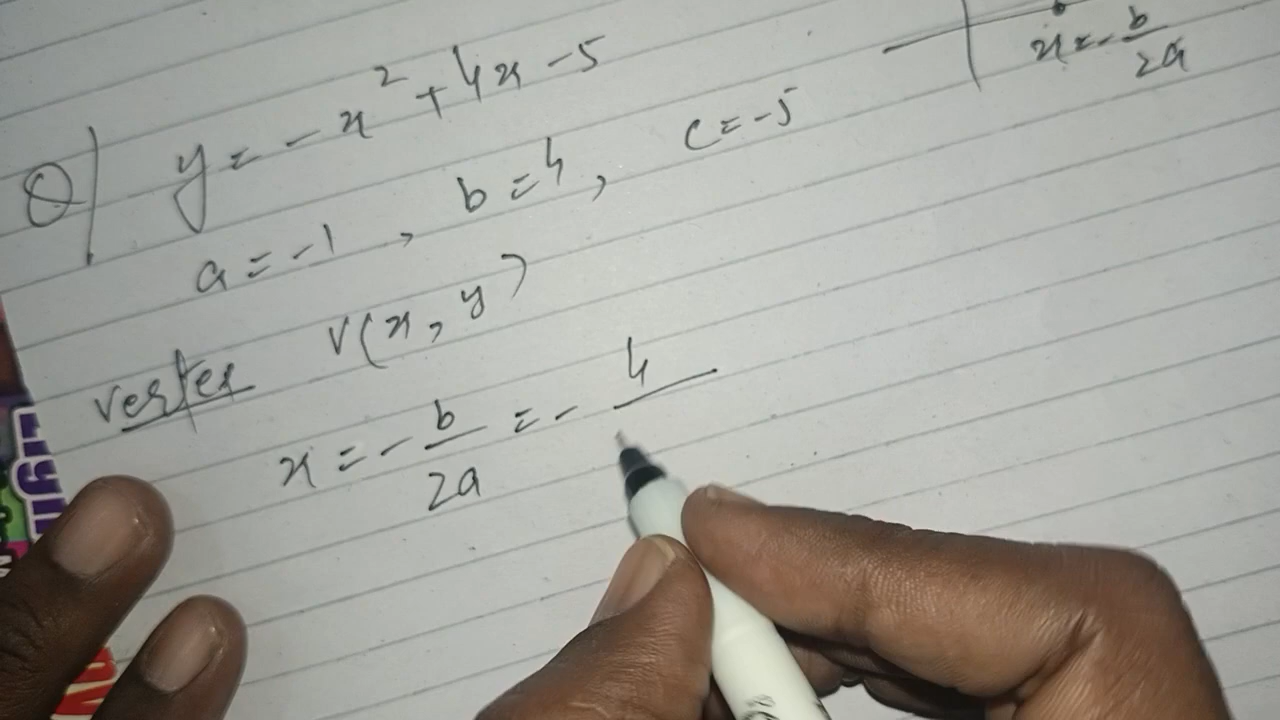 x = - b/2a
Q) y = -x² + 4x - 5
a = -1 , b = 4 , c = -5
vertex V(x, y)
x = - b/2a = - 4